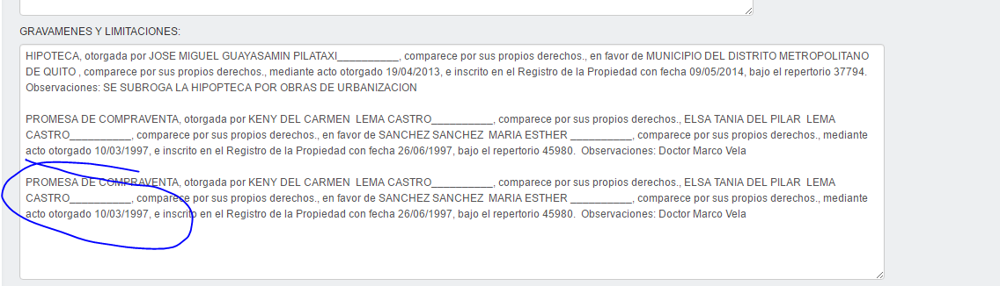 GRAVAMENES Y LIMITACIONES:
HIPOTECA, otorgada por JOSE MIGUEL GUAYASAMIN PILATAXI__________, comparece por sus propios derechos., en favor de MUNICIPIO DEL DISTRITO METROPOLITANO
DE QUITO , comparece por sus propios derechos., mediante acto otorgado 19/04/2013, e inscrito en el Registro de la Propiedad con fecha 09/05/2014, bajo el repertorio 37794.
Observaciones: SE SUBROGA LA HIPOPTECA POR OBRAS DE URBANIZACION
PROMESA DE COMPRAVENTA, otorgada por KENY DEL CARMEN  LEMA CASTRO__________, comparece por sus propios derechos., ELSA TANIA DEL PILAR  LEMA
CASTRO__________, comparece por sus propios derechos., en favor de SANCHEZ SANCHEZ  MARIA ESTHER __________, comparece por sus propios derechos., mediante
acto otorgado 10/03/1997, e inscrito en el Registro de la Propiedad con fecha 26/06/1997, bajo el repertorio 45980.  Observaciones: Doctor Marco Vela
PROMESA DE COMPRAVENTA, otorgada por KENY DEL CARMEN  LEMA CASTRO__________, comparece por sus propios derechos., ELSA TANIA DEL PILAR  LEMA
CASTRO__________, comparece por sus propios derechos., en favor de SANCHEZ SANCHEZ  MARIA ESTHER __________, comparece por sus propios derechos., mediante
acto otorgado 10/03/1997, e inscrito en el Registro de la Propiedad con fecha 26/06/1997, bajo el repertorio 45980.  Observaciones: Doctor Marco Vela